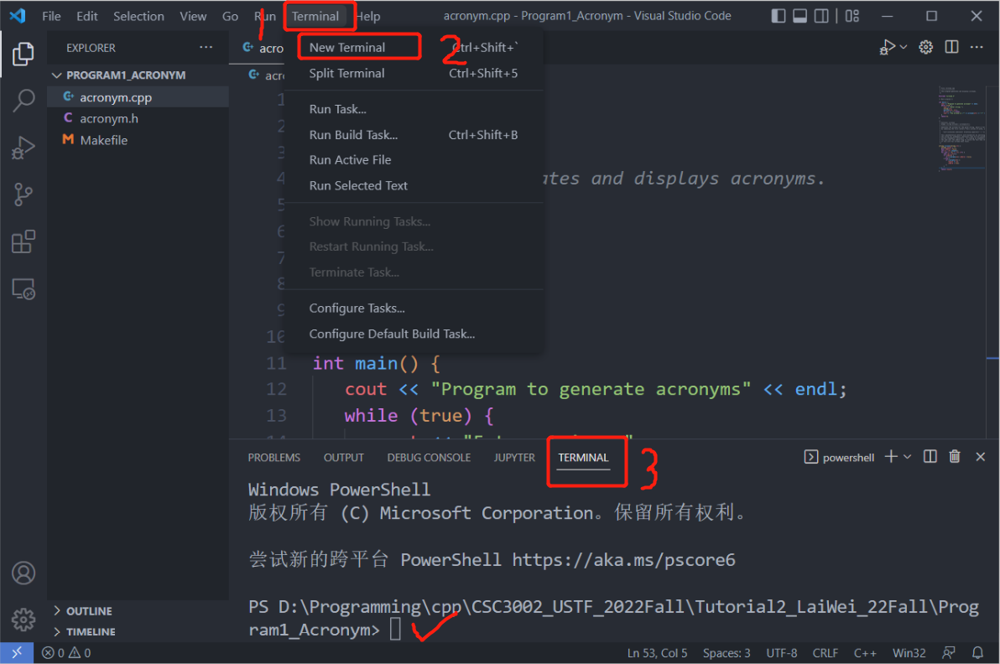 File Edit Selection View Go Run Terminal Help acronym.cpp - Program1_Acronym - Visual Studio Code
1
EXPLORER
acro
New Terminal Ctrl+Shift+`
2
PROGRAM1_ACRONYM
Split Terminal Ctrl+Shift+5
acronym.cpp
acronym.h
Makefile
Run Task...
Run Build Task... Ctrl+Shift+B
Run Active File
Run Selected Text
ates and displays acronyms.
Show Running Tasks...
Restart Running Task...
Terminate Task...
Configure Tasks...
Configure Default Build Task...
1
2
3
4
5
6
7
8
9
10
11 int main() {
12 cout << "Program to generate acronyms" << endl;
13 while (true) {
PROBLEMS OUTPUT DEBUG CONSOLE JUPYTER TERMINAL 3 powershell
Windows PowerShell
版权所有 (C) Microsoft Corporation。保留所有权利。
尝试新的跨平台 PowerShell https://aka.ms/pscore6
PS D:\Programming\cpp\CSC3002_USTF_2022Fall\Tutorial2_LaiWei_22Fall\Prog
ram1_Acronym>
OUTLINE
TIMELINE
0 0 Ln 53, Col 5 Spaces: 3 UTF-8 CRLF C++ Win32